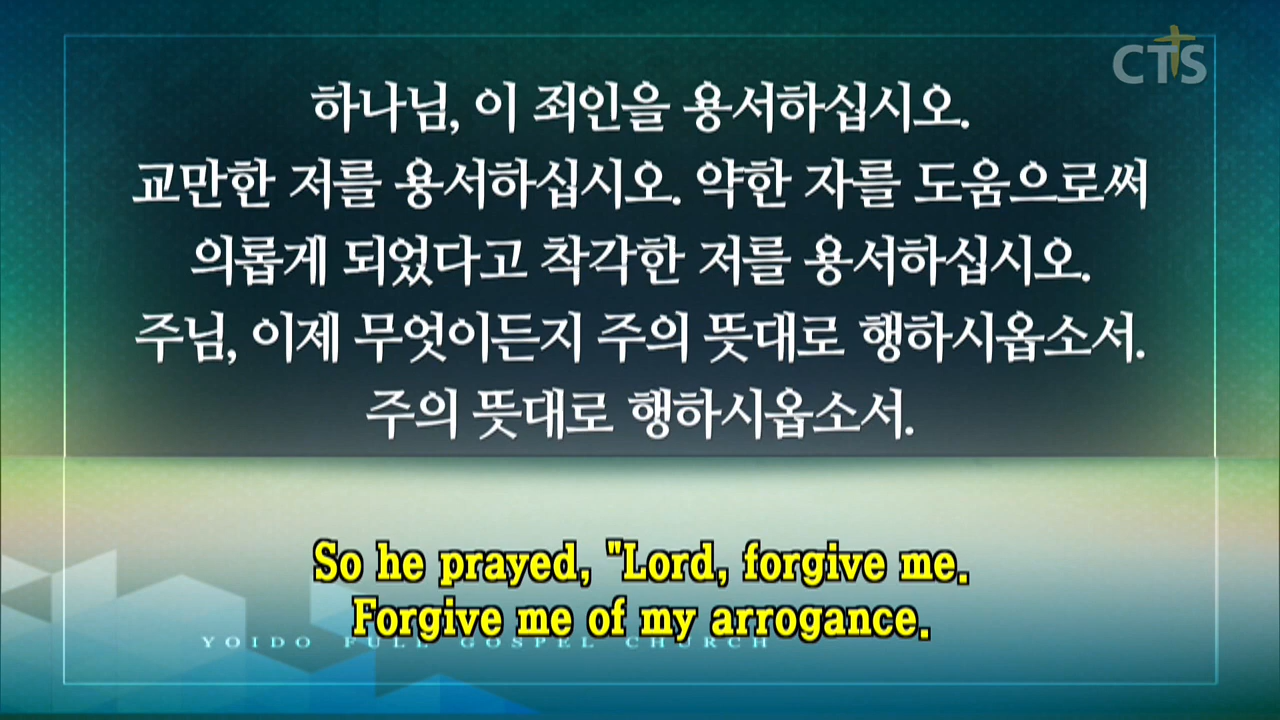 CTS
하나님, 이 죄인을 용서하십시오.
교만한 저를 용서하십시오. 약한 자를 도움으로써
의롭게 되었다고 착각한 저를 용서하십시오.
주님, 이제 무엇이든지 주의 뜻대로 행하시옵소서.
주의 뜻대로 행하시옵소서.
So he prayed, "Lord, forgive me.
Forgive me of my arrogance.
YOIDO FULL GOSPEL CHURCH